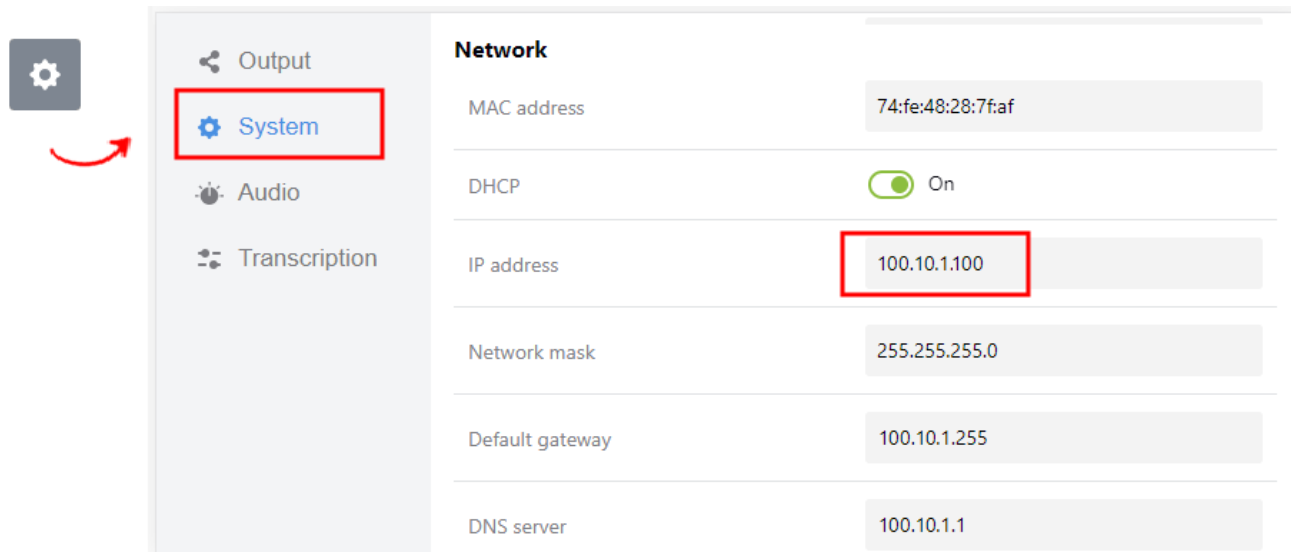 Output
System
Audio
Transcription
Network
MAC address 74:fe:48:28:7f:af
DHCP On
IP address 100.10.1.100
Network mask 255.255.255.0
Default gateway 100.10.1.255
DNS server 100.10.1.1